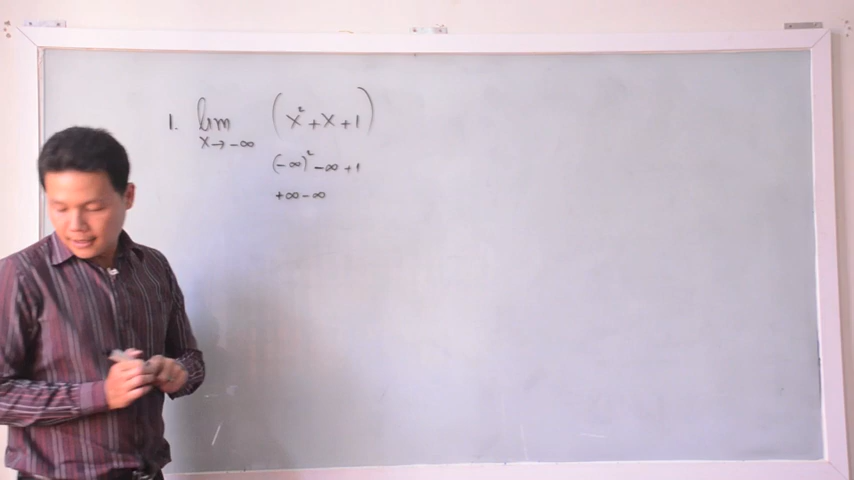 1. lim (x² + x + 1)
x → -∞
(-∞)² - ∞ + 1
+∞ - ∞